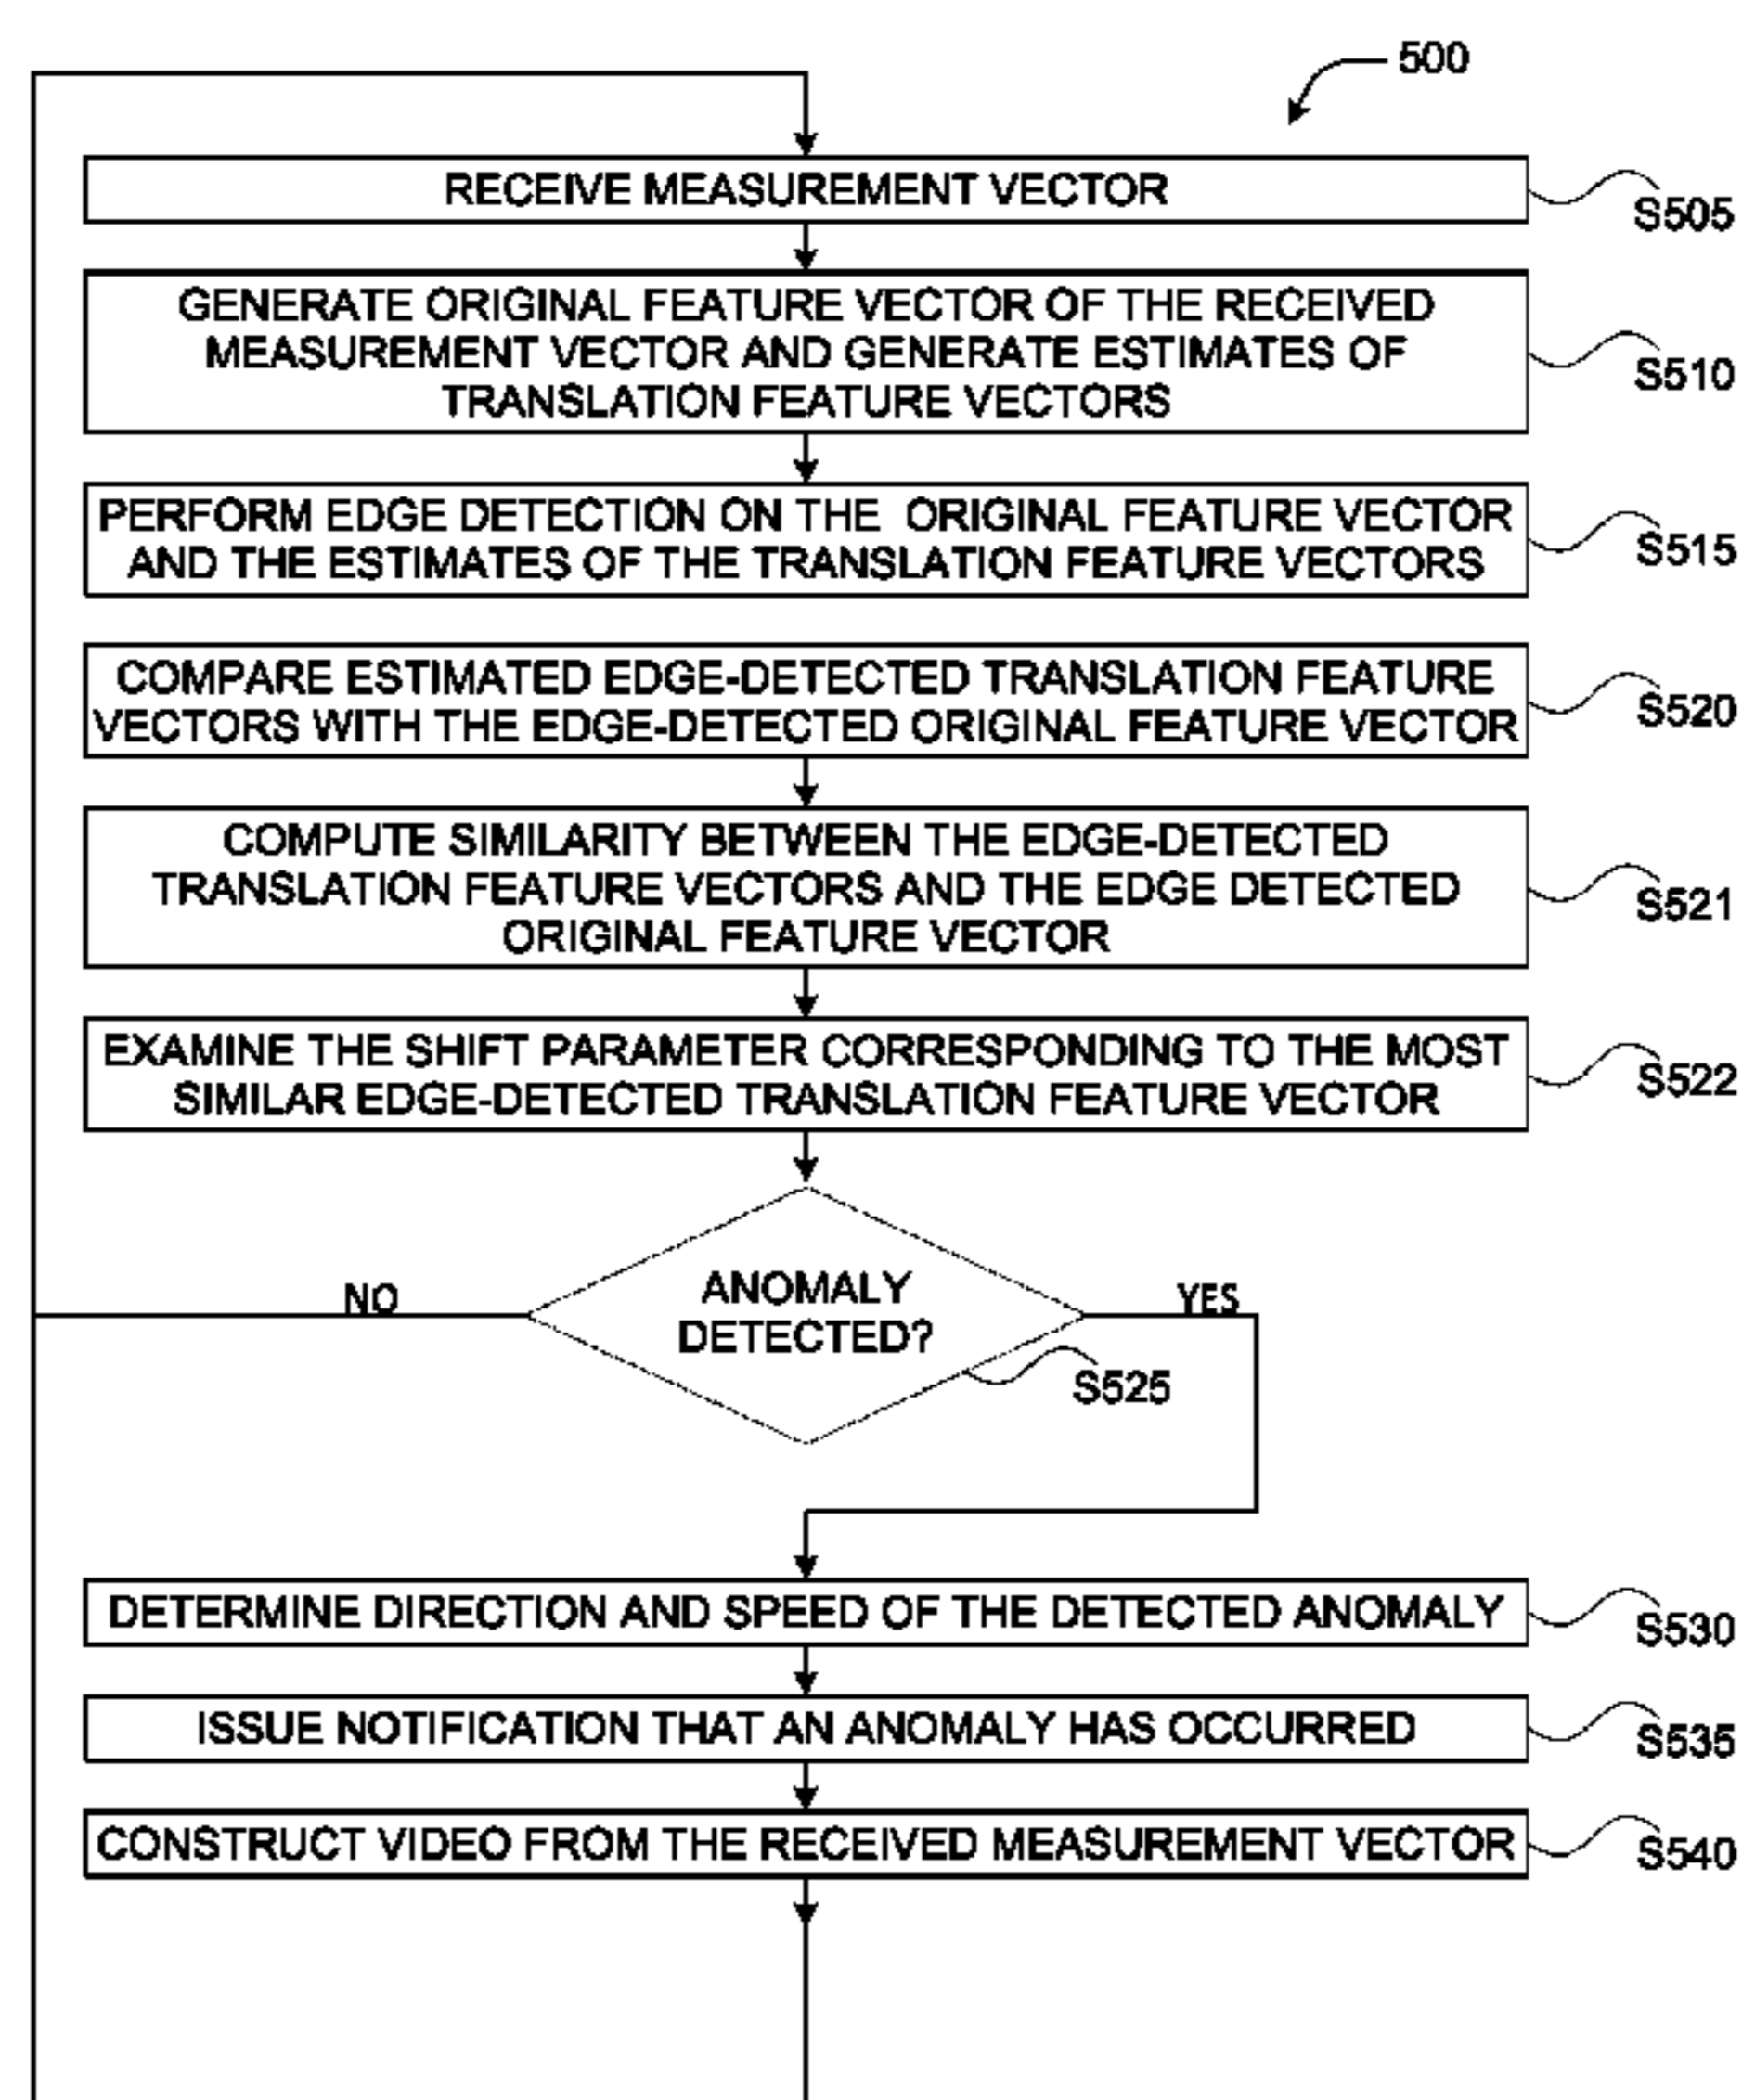 500
RECEIVE MEASUREMENT VECTOR
S505
GENERATE ORIGINAL FEATURE VECTOR OF THE RECEIVED
MEASUREMENT VECTOR AND GENERATE ESTIMATES OF
TRANSLATION FEATURE VECTORS
S510
PERFORM EDGE DETECTION ON THE ORIGINAL FEATURE VECTOR
AND THE ESTIMATES OF THE TRANSLATION FEATURE VECTORS
S515
COMPARE ESTIMATED EDGE-DETECTED TRANSLATION FEATURE
VECTORS WITH THE EDGE-DETECTED ORIGINAL FEATURE VECTOR
S520
COMPUTE SIMILARITY BETWEEN THE EDGE-DETECTED
TRANSLATION FEATURE VECTORS AND THE EDGE DETECTED
ORIGINAL FEATURE VECTOR
S521
EXAMINE THE SHIFT PARAMETER CORRESPONDING TO THE MOST
SIMILAR EDGE-DETECTED TRANSLATION FEATURE VECTOR
S522
NO
ANOMALY
DETECTED?
YES
S525
DETERMINE DIRECTION AND SPEED OF THE DETECTED ANOMALY
S530
ISSUE NOTIFICATION THAT AN ANOMALY HAS OCCURRED
S535
CONSTRUCT VIDEO FROM THE RECEIVED MEASUREMENT VECTOR
S540